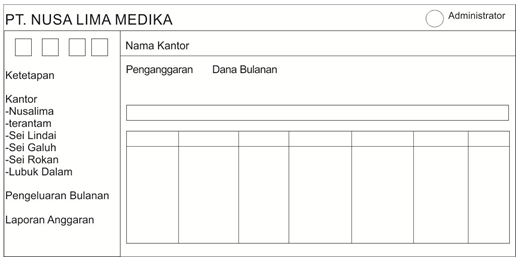 PT. NUSA LIMA MEDIKA
Administrator
Nama Kantor
Ketetapan
Kantor
-Nusalima
-terantam
-Sei Lindai
-Sei Galuh
-Sei Rokan
-Lubuk Dalam
Pengeluaran Bulanan
Laporan Anggaran
Penganggaran Dana Bulanan